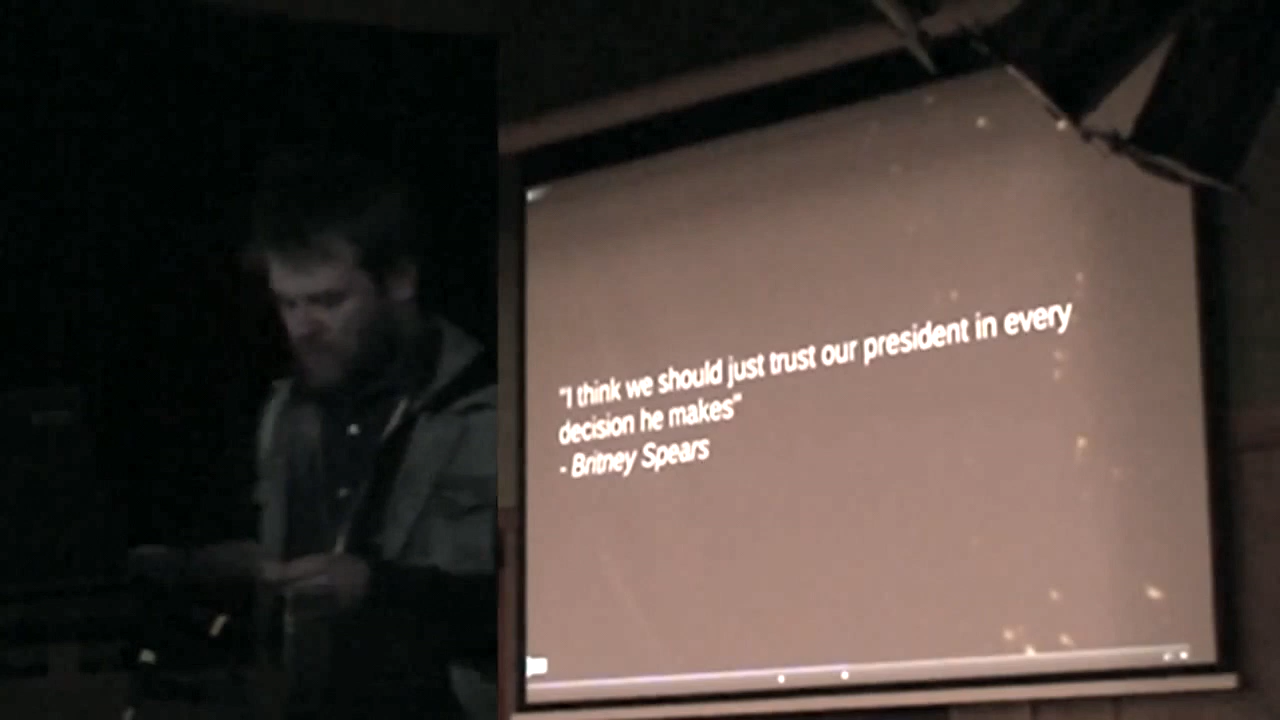 "I think we should just trust our president in every
decision he makes"
- Britney Spears